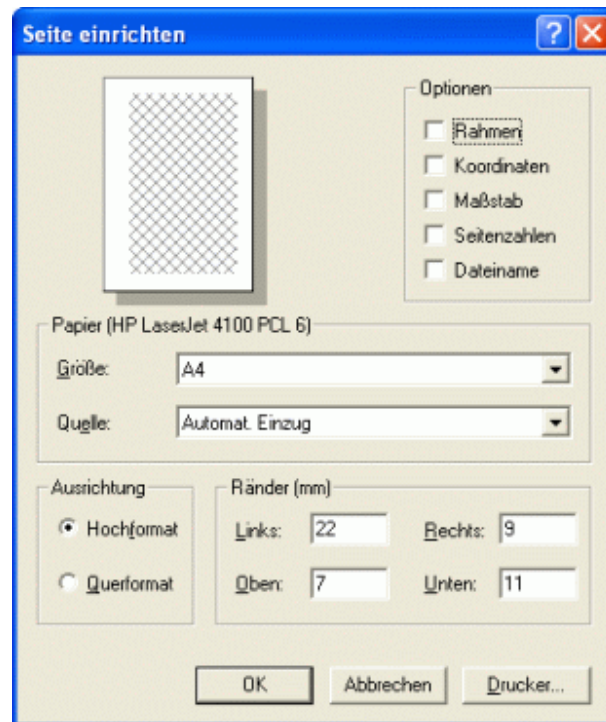 Seite einrichten
Optionen
Rahmen
Koordinaten
Maßstab
Seitenzahlen
Dateiname
Papier (HP LaserJet 4100 PCL 6)
Größe: A4
Quelle: Automat. Einzug
Ausrichtung
Hochformat
Querformat
Ränder (mm)
Links: 22 Rechts: 9
Oben: 7 Unten: 11
OK Abbrechen Drucker...